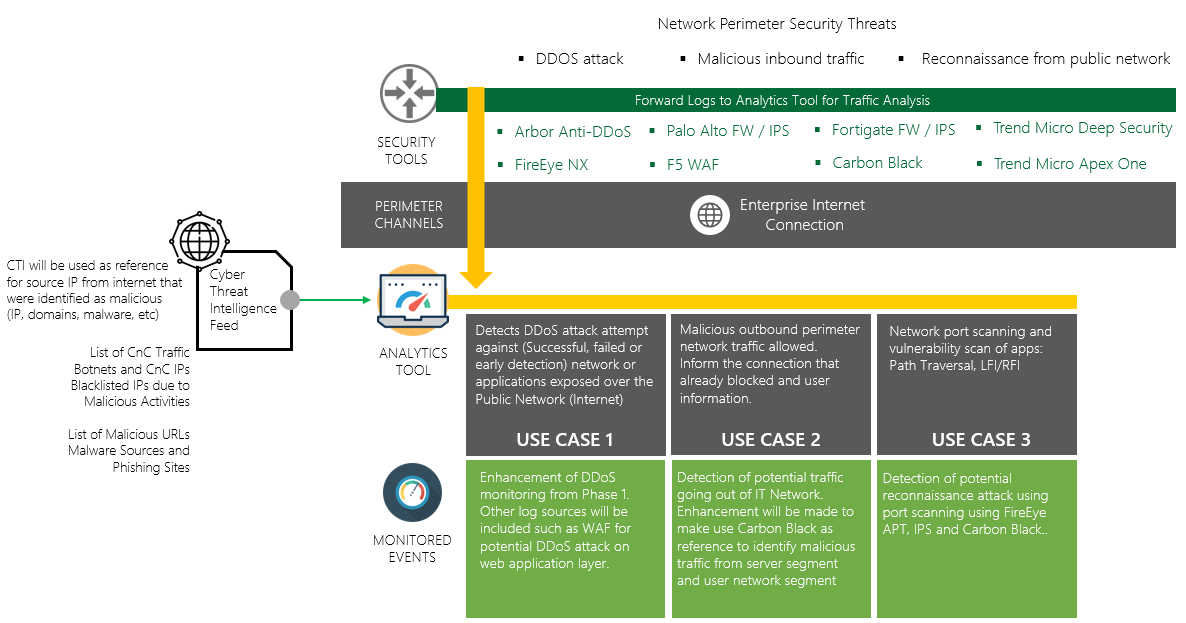 Network Perimeter Security Threats
▪ DDOS attack
▪ Malicious inbound traffic
▪ Reconnaissance from public network
Forward Logs to Analytics Tool for Traffic Analysis
SECURITY
TOOLS
▪ Arbor Anti-DDoS
▪ Palo Alto FW / IPS
▪ Fortigate FW / IPS
▪ Trend Micro Deep Security
▪ FireEye NX
▪ F5 WAF
▪ Carbon Black
▪ Trend Micro Apex One
PERIMETER
CHANNELS
Enterprise Internet
Connection
CTI will be used as reference
for source IP from internet that
were identified as malicious
(IP, domains, malware, etc)
Cyber
Threat
Intelligence
Feed
List of CnC Traffic
Botnets and CnC IPs
Blacklisted IPs due to
Malicious Activities
List of Malicious URLs
Malware Sources and
Phishing Sites
ANALYTICS
TOOL
Detects DDoS attack attempt
against (Successful, failed or
early detection) network or
applications exposed over the
Public Network (Internet)
USE CASE 1
Malicious outbound perimeter
network traffic allowed.
Inform the connection that
already blocked and user
information.
USE CASE 2
Network port scanning and
vulnerability scan of apps:
Path Traversal, LFI/RFI
USE CASE 3
MONITORED
EVENTS
Enhancement of DDoS
monitoring from Phase 1.
Other log sources will be
included such as WAF for
potential DDoS attack on
web application layer.
Detection of potential traffic
going out of IT Network.
Enhancement will be made to
make use Carbon Black as
reference to identify malicious
traffic from server segment
and user network segment
Detection of potential
reconnaissance attack using
port scanning using FireEye
APT, IPS and Carbon Black..